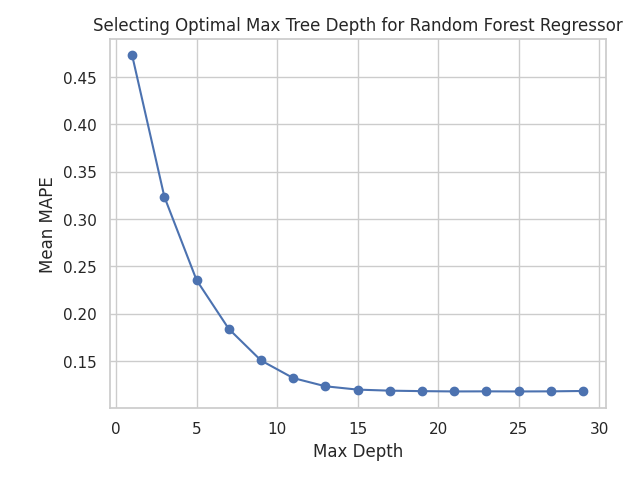 Selecting Optimal Max Tree Depth for Random Forest Regressor
0.45
0.40
0.35
0.30
0.25
0.20
0.15
Mean MAPE
0 5 10 15 20 25 30
Max Depth